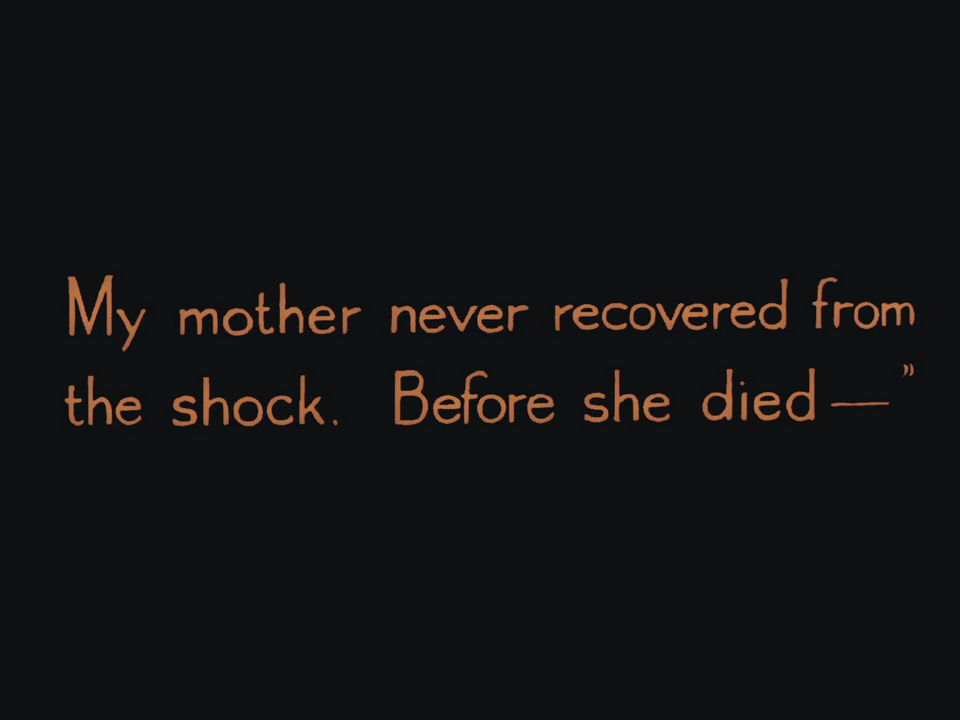 My mother never recovered from
the shock. Before she died —”